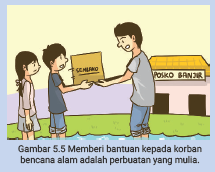 SEMBAKO
POSKO BANJIR
Gambar 5.5 Memberi bantuan kepada korban
bencana alam adalah perbuatan yang mulia.